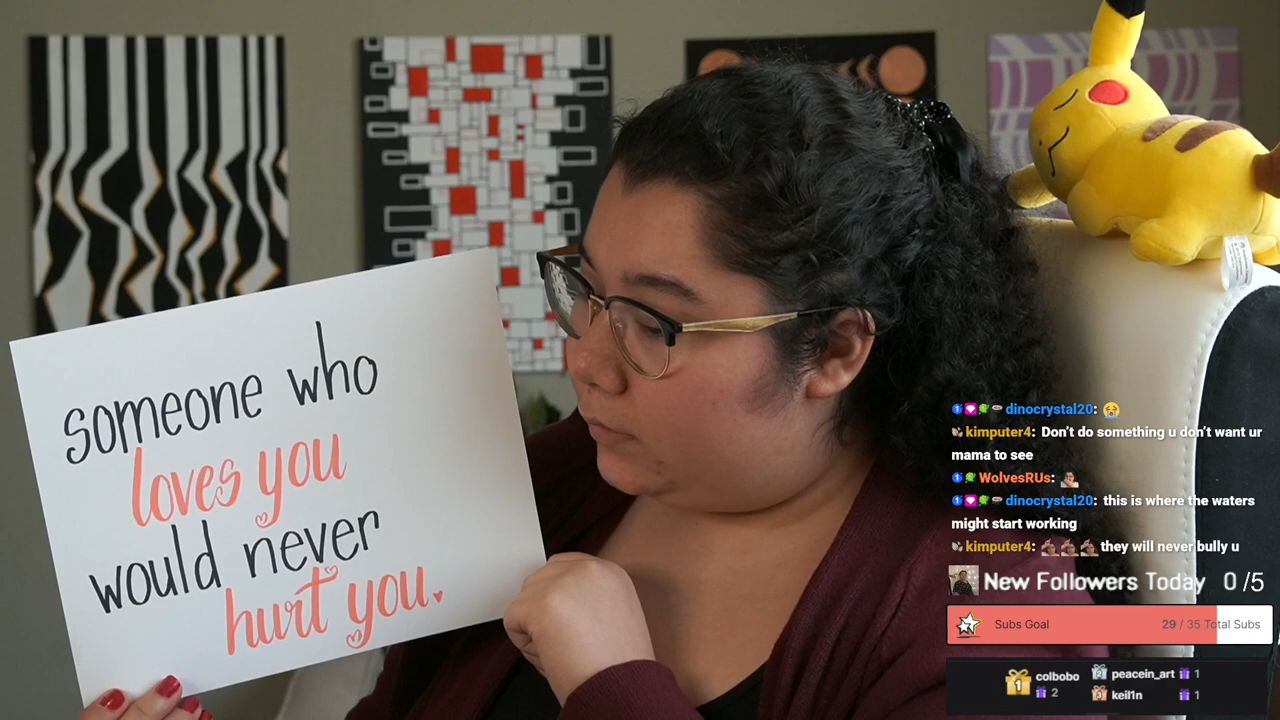 someone who
loves you
would never
hurt you.
dinocrystal20:
kimputer4: Don't do something u don't want ur
mama to see
WolvesRUs:
dinocrystal20: this is where the waters
might start working
kimputer4: they will never bully u
New Followers Today 0 /5
Subs Goal 29 / 35 Total Subs
1 colbobo 2
peacein_art 1
keil1n 1